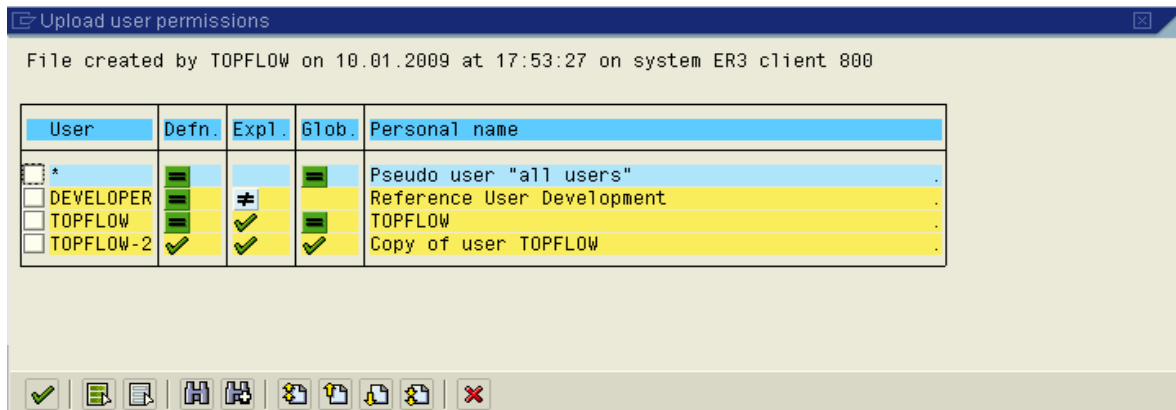 Upload user permissions
File created by TOPFLOW on 10.01.2009 at 17:53:27 on system ER3 client 800
User Defn. Expl. Glob. Personal name
* Pseudo user "all users" .
DEVELOPER Reference User Development .
TOPFLOW TOPFLOW .
TOPFLOW-2 Copy of user TOPFLOW .